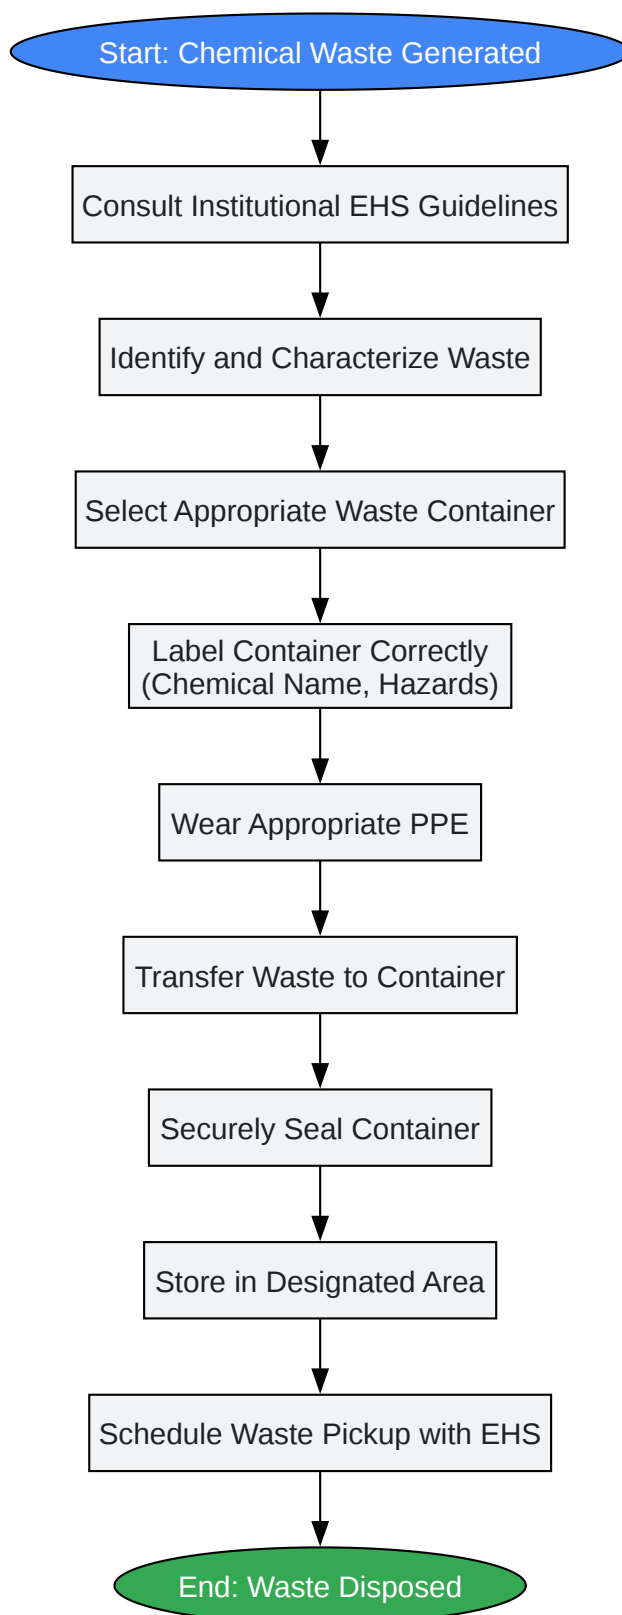 Start: Chemical Waste Generated
Consult Institutional EHS Guidelines
Identify and Characterize Waste
Select Appropriate Waste Container
Label Container Correctly
(Chemical Name, Hazards)
Wear Appropriate PPE
Transfer Waste to Container
Securely Seal Container
Store in Designated Area
Schedule Waste Pickup with EHS
End: Waste Disposed